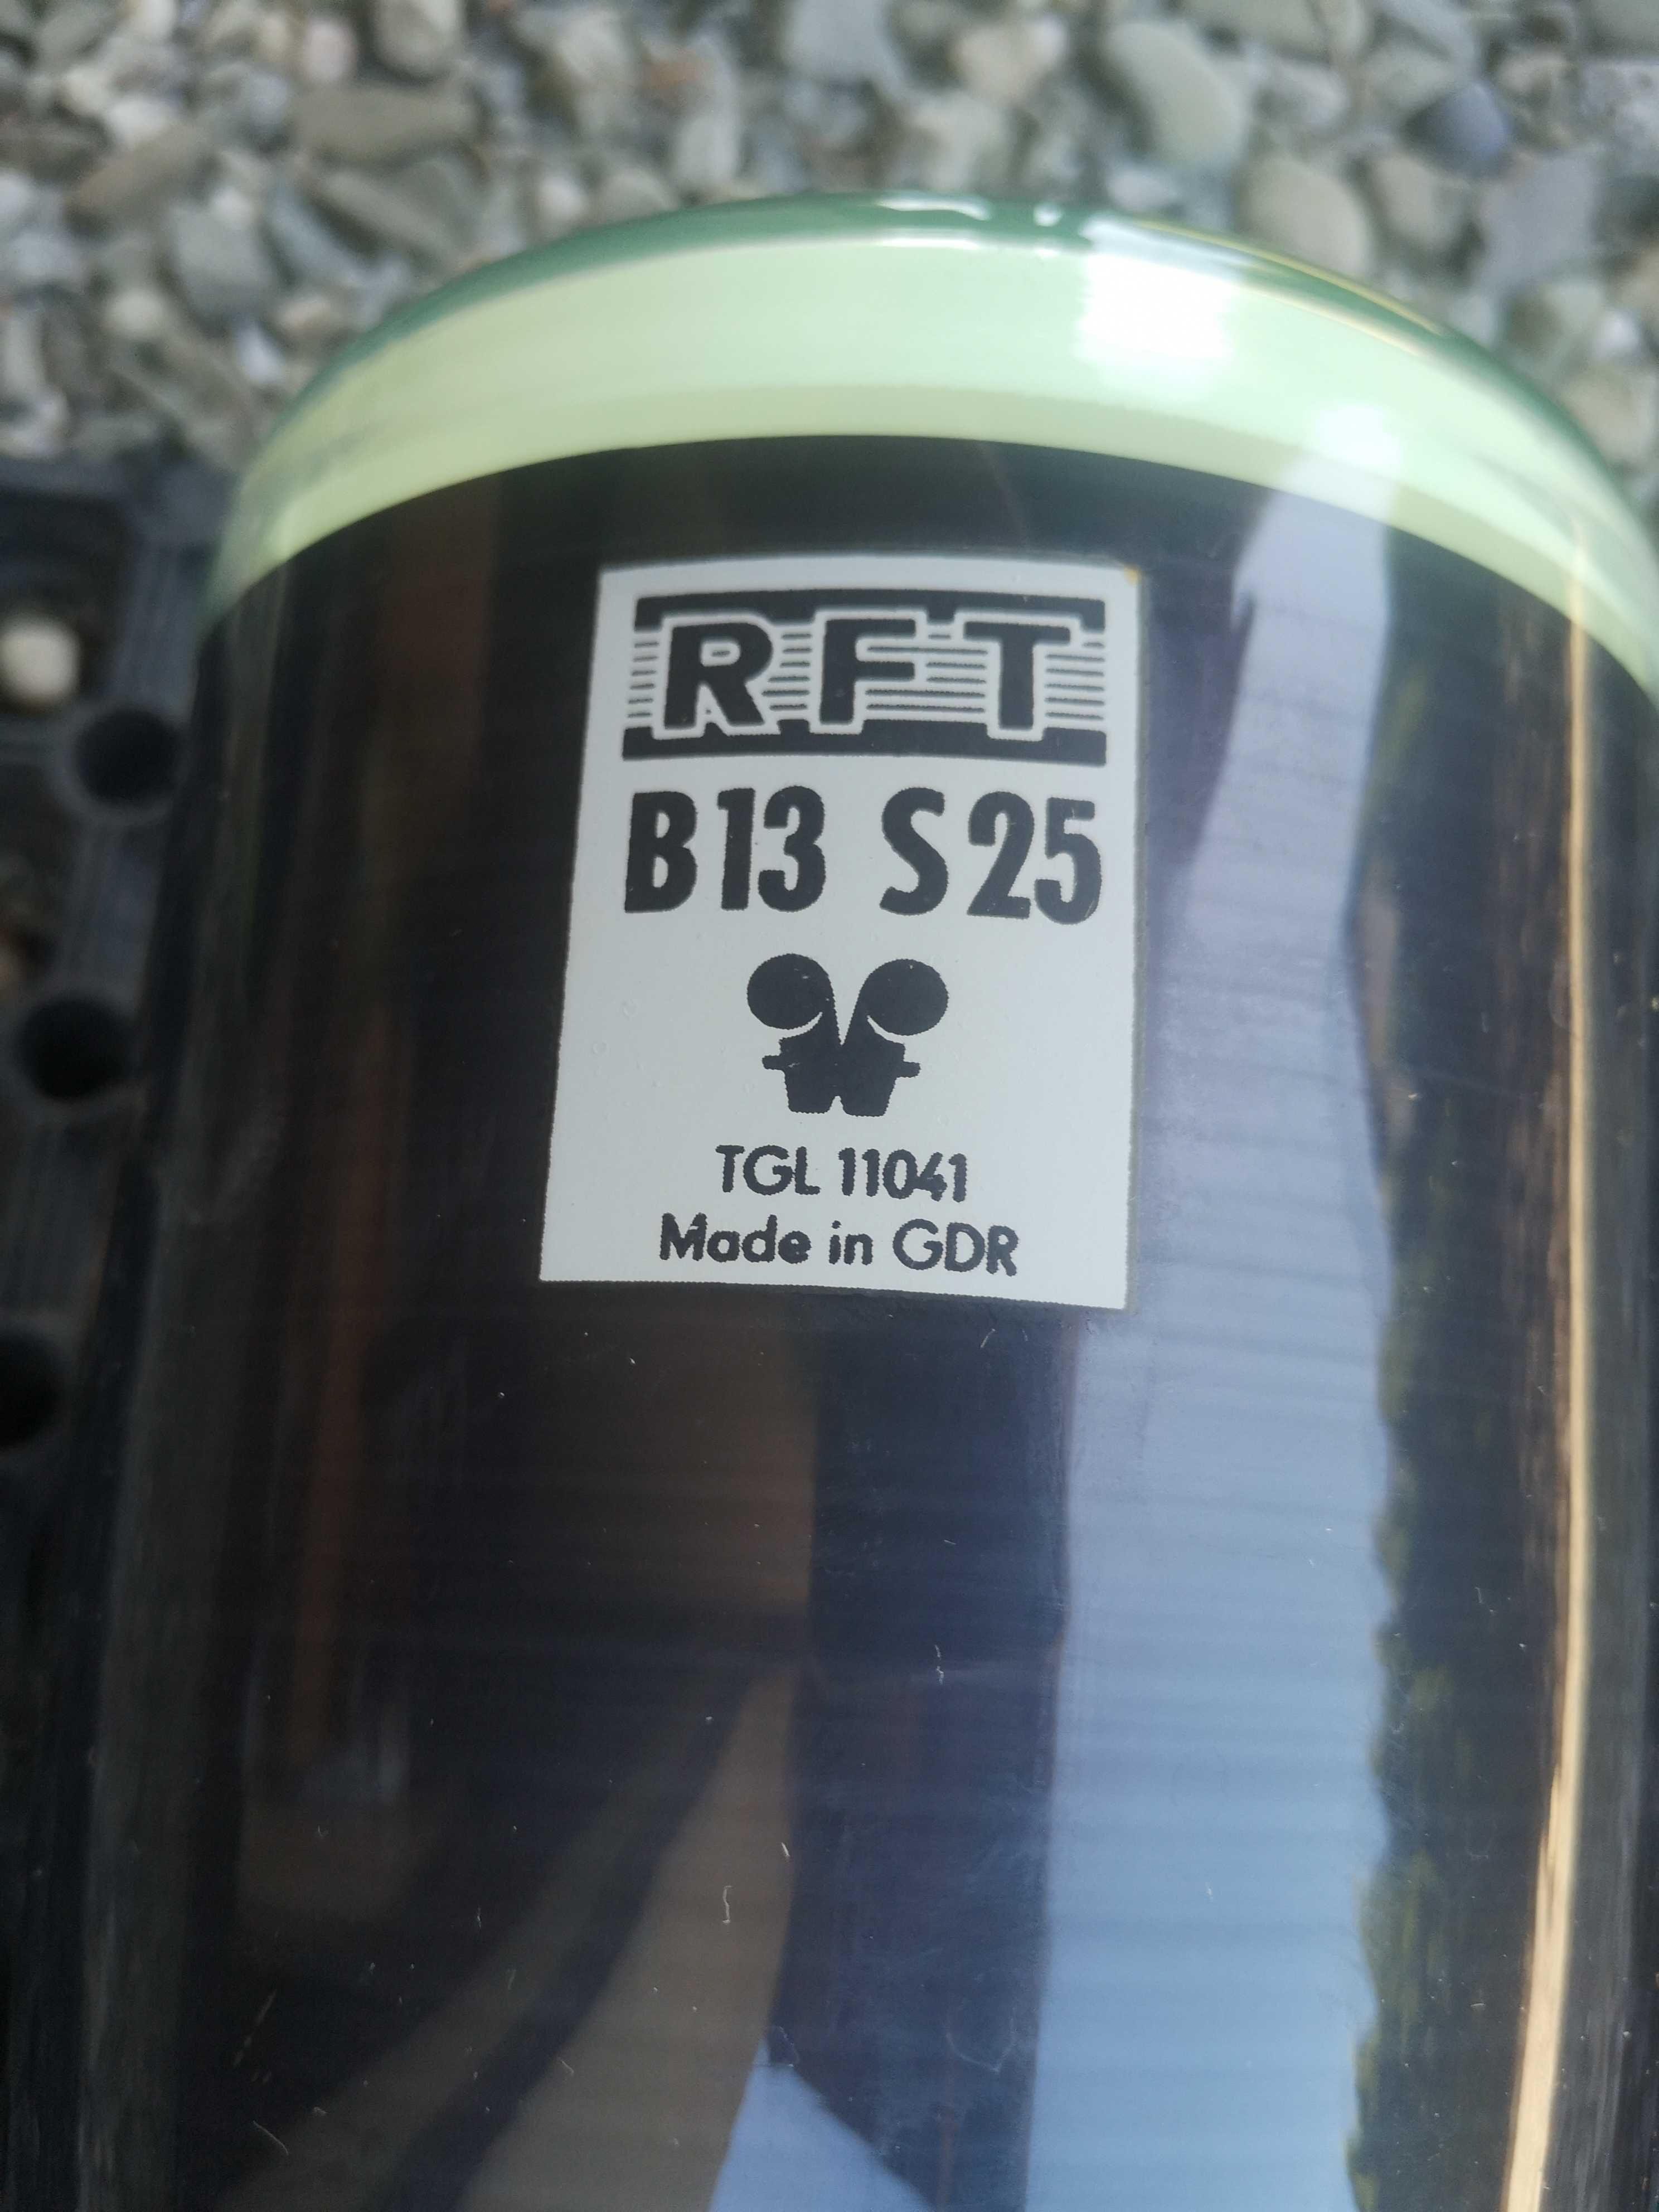 RFT
B13 S25
TGL 11041
Made in GDR